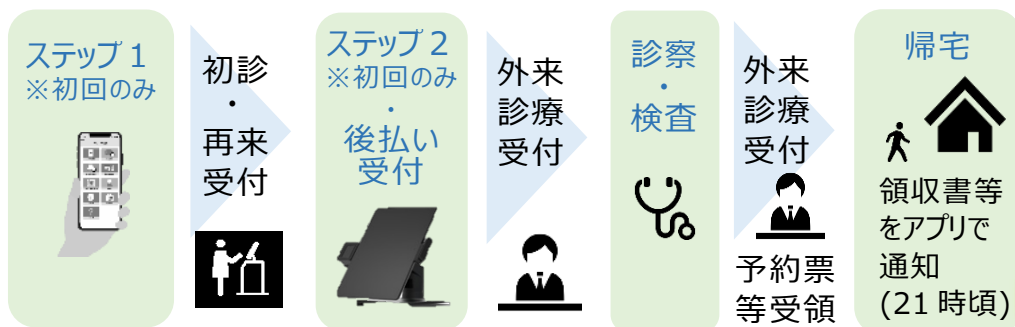 ステップ1
※初回のみ
初診
・
再来
受付
ステップ2
※初回のみ
・
後払い
受付
外来
診療
受付
診察
・
検査
外来
診療
受付
予約票
等受領
帰宅
領収書等
をアプリで
通知
(21時頃)